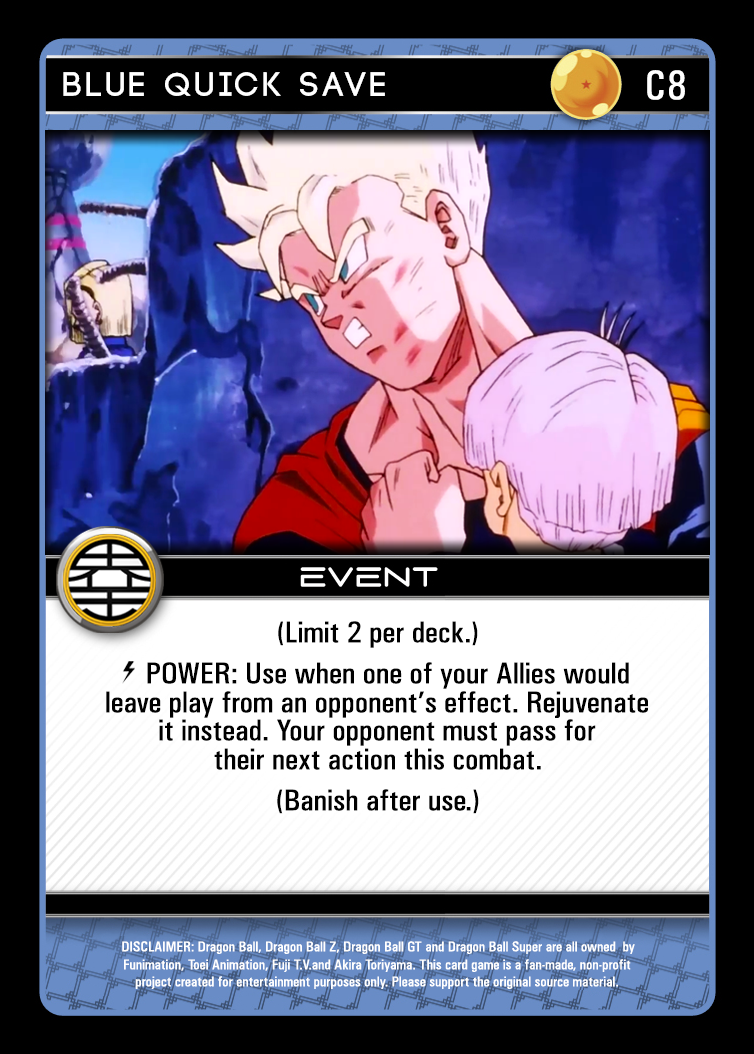 BLUE QUICK SAVE
C8
EVENT
(Limit 2 per deck.)
POWER: Use when one of your Allies would
leave play from an opponent's effect. Rejuvenate
it instead. Your opponent must pass for
their next action this combat.
(Banish after use.)
DISCLAIMER: Dragon Ball, Dragon Ball Z, Dragon Ball GT and Dragon Ball Super are all owned by
Funimation, Toei Animation, Fuji T.V.and Akira Toriyama. This card game is a fan-made, non-profit
project created for entertainment purposes only. Please support the original source material.